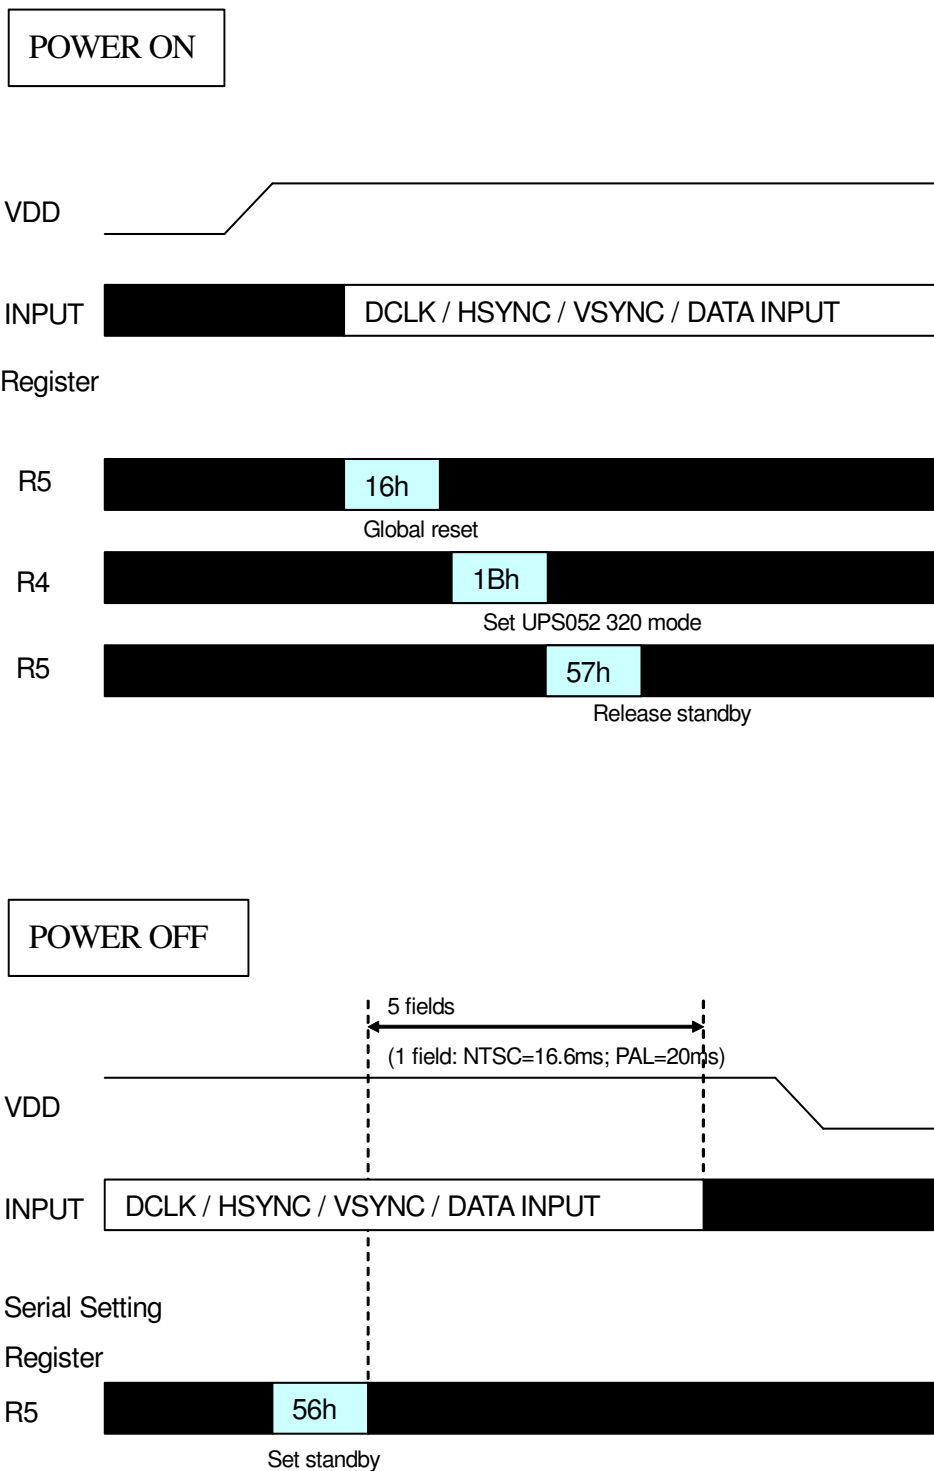 POWER ON
VDD
INPUT DCLK / HSYNC / VSYNC / DATA INPUT
Register
R5 16h
Global reset
R4 1Bh
Set UPS052 320 mode
R5 57h
Release standby
POWER OFF
5 fields
(1 field: NTSC=16.6ms; PAL=20ms)
VDD
INPUT DCLK / HSYNC / VSYNC / DATA INPUT
Serial Setting
Register
R5 56h
Set standby